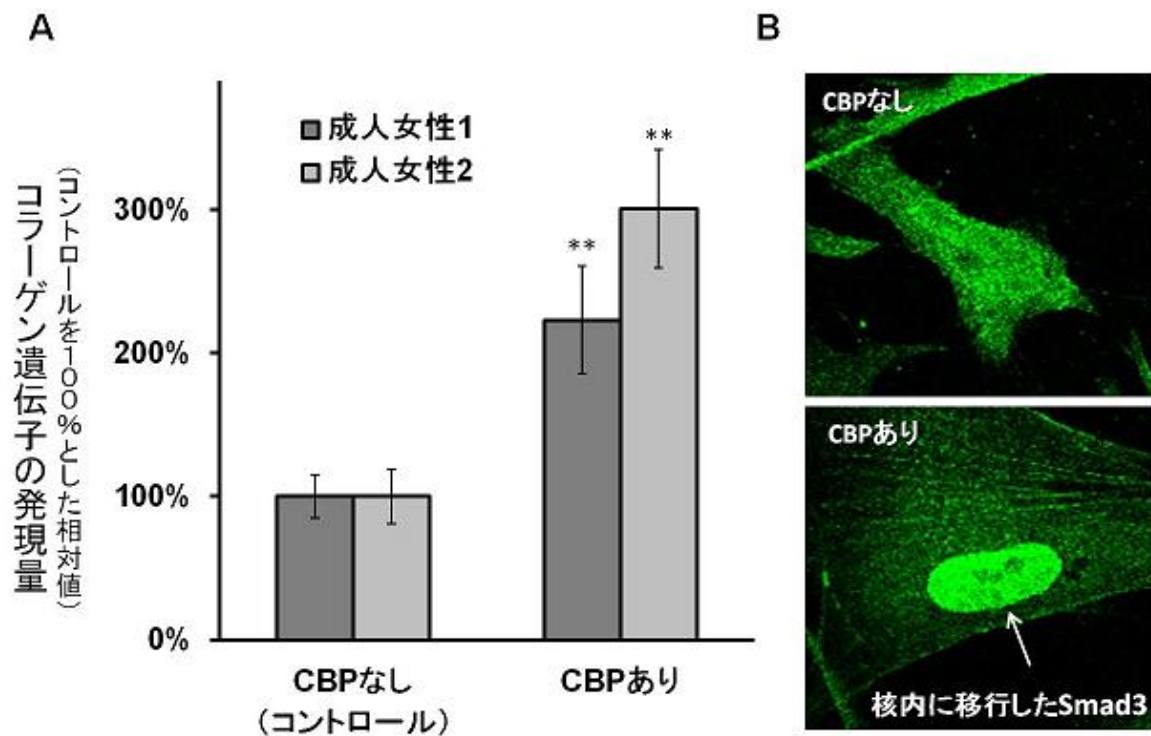 A
コラーゲン遺伝子の発現量
(コントロールを100%とした相対値)
300%
200%
100%
0%
■成人女性1
■成人女性2
**
**
CBPなし
(コントロール)
CBPあり
B
CBPなし
CBPあり
核内に移行したSmad3